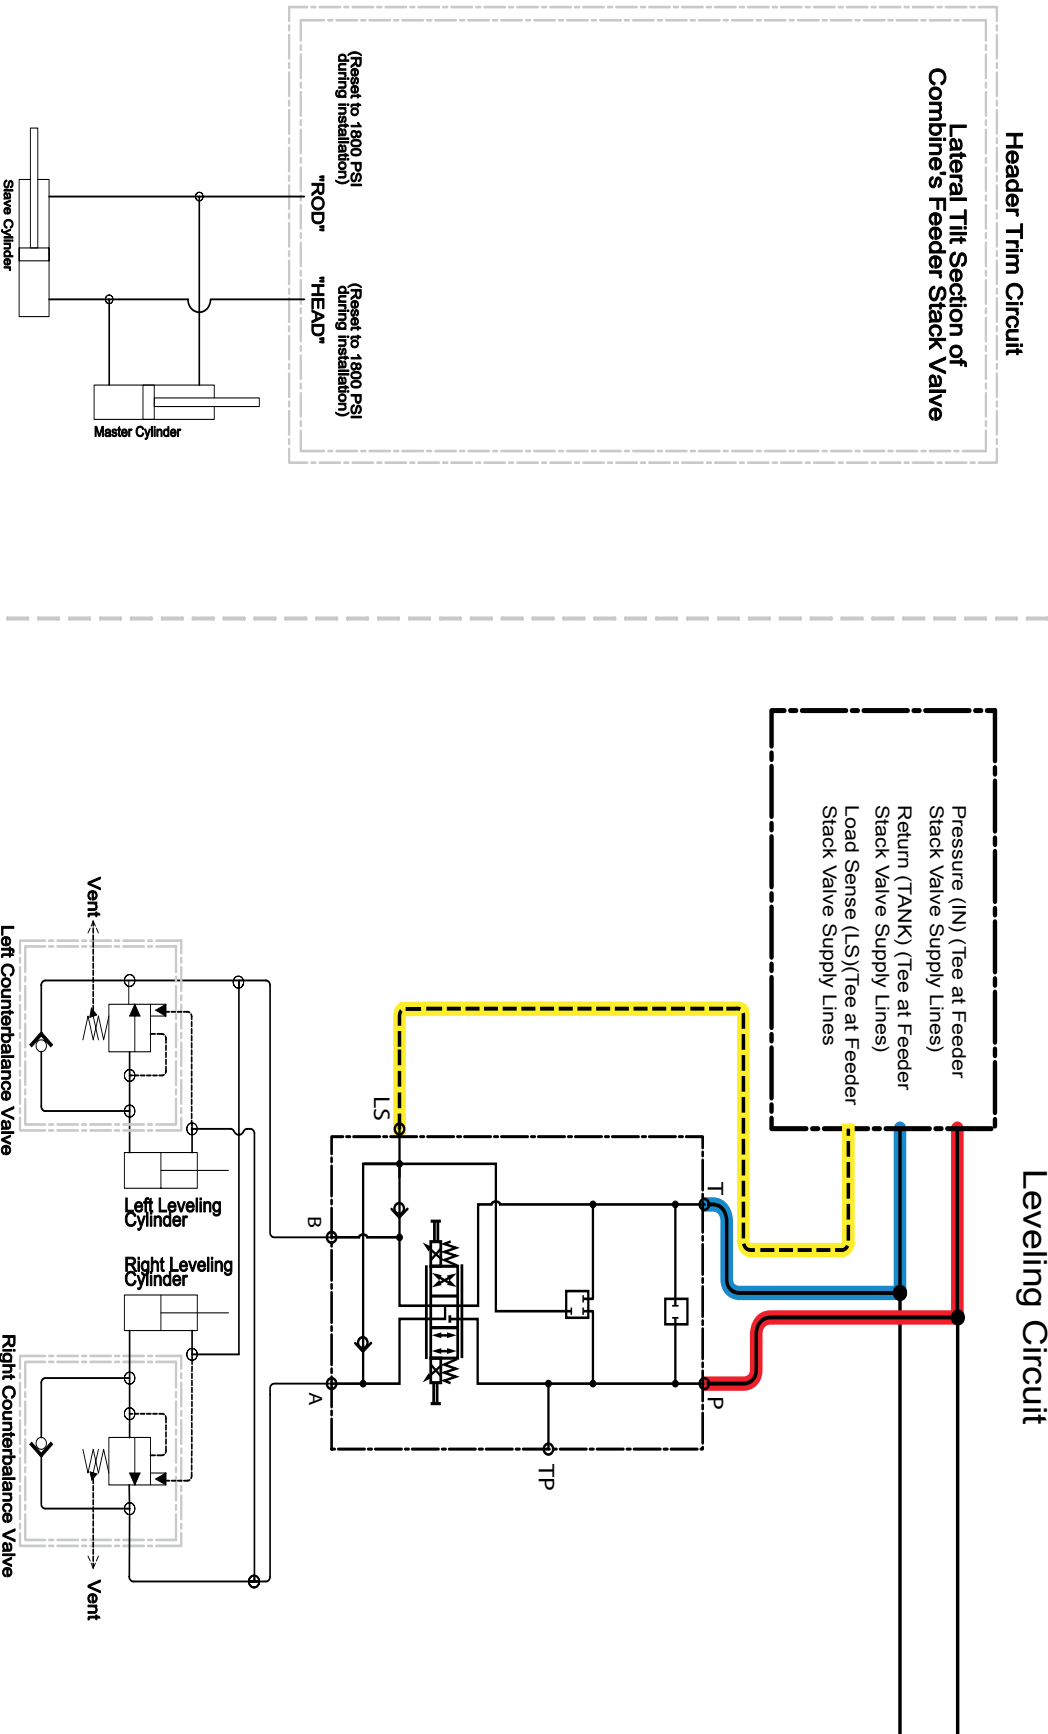 Header Trim Circuit
Lateral Tilt Section of
Combine's Feeder Stack Valve
(Reset to 1800 PSI
during installation)
"ROD"
(Reset to 1800 PSI
during installation)
"HEAD"
Slave Cylinder
Master Cylinder
Leveling Circuit
Pressure (IN) (Tee at Feeder
Stack Valve Supply Lines)
Return (TANK) (Tee at Feeder
Stack Valve Supply Lines)
Load Sense (LS)(Tee at Feeder
Stack Valve Supply Lines
T
P
LS
TP
B
A
Vent
Left Counterbalance Valve
Left Leveling
Cylinder
Right Leveling
Cylinder
Right Counterbalance Valve
Vent